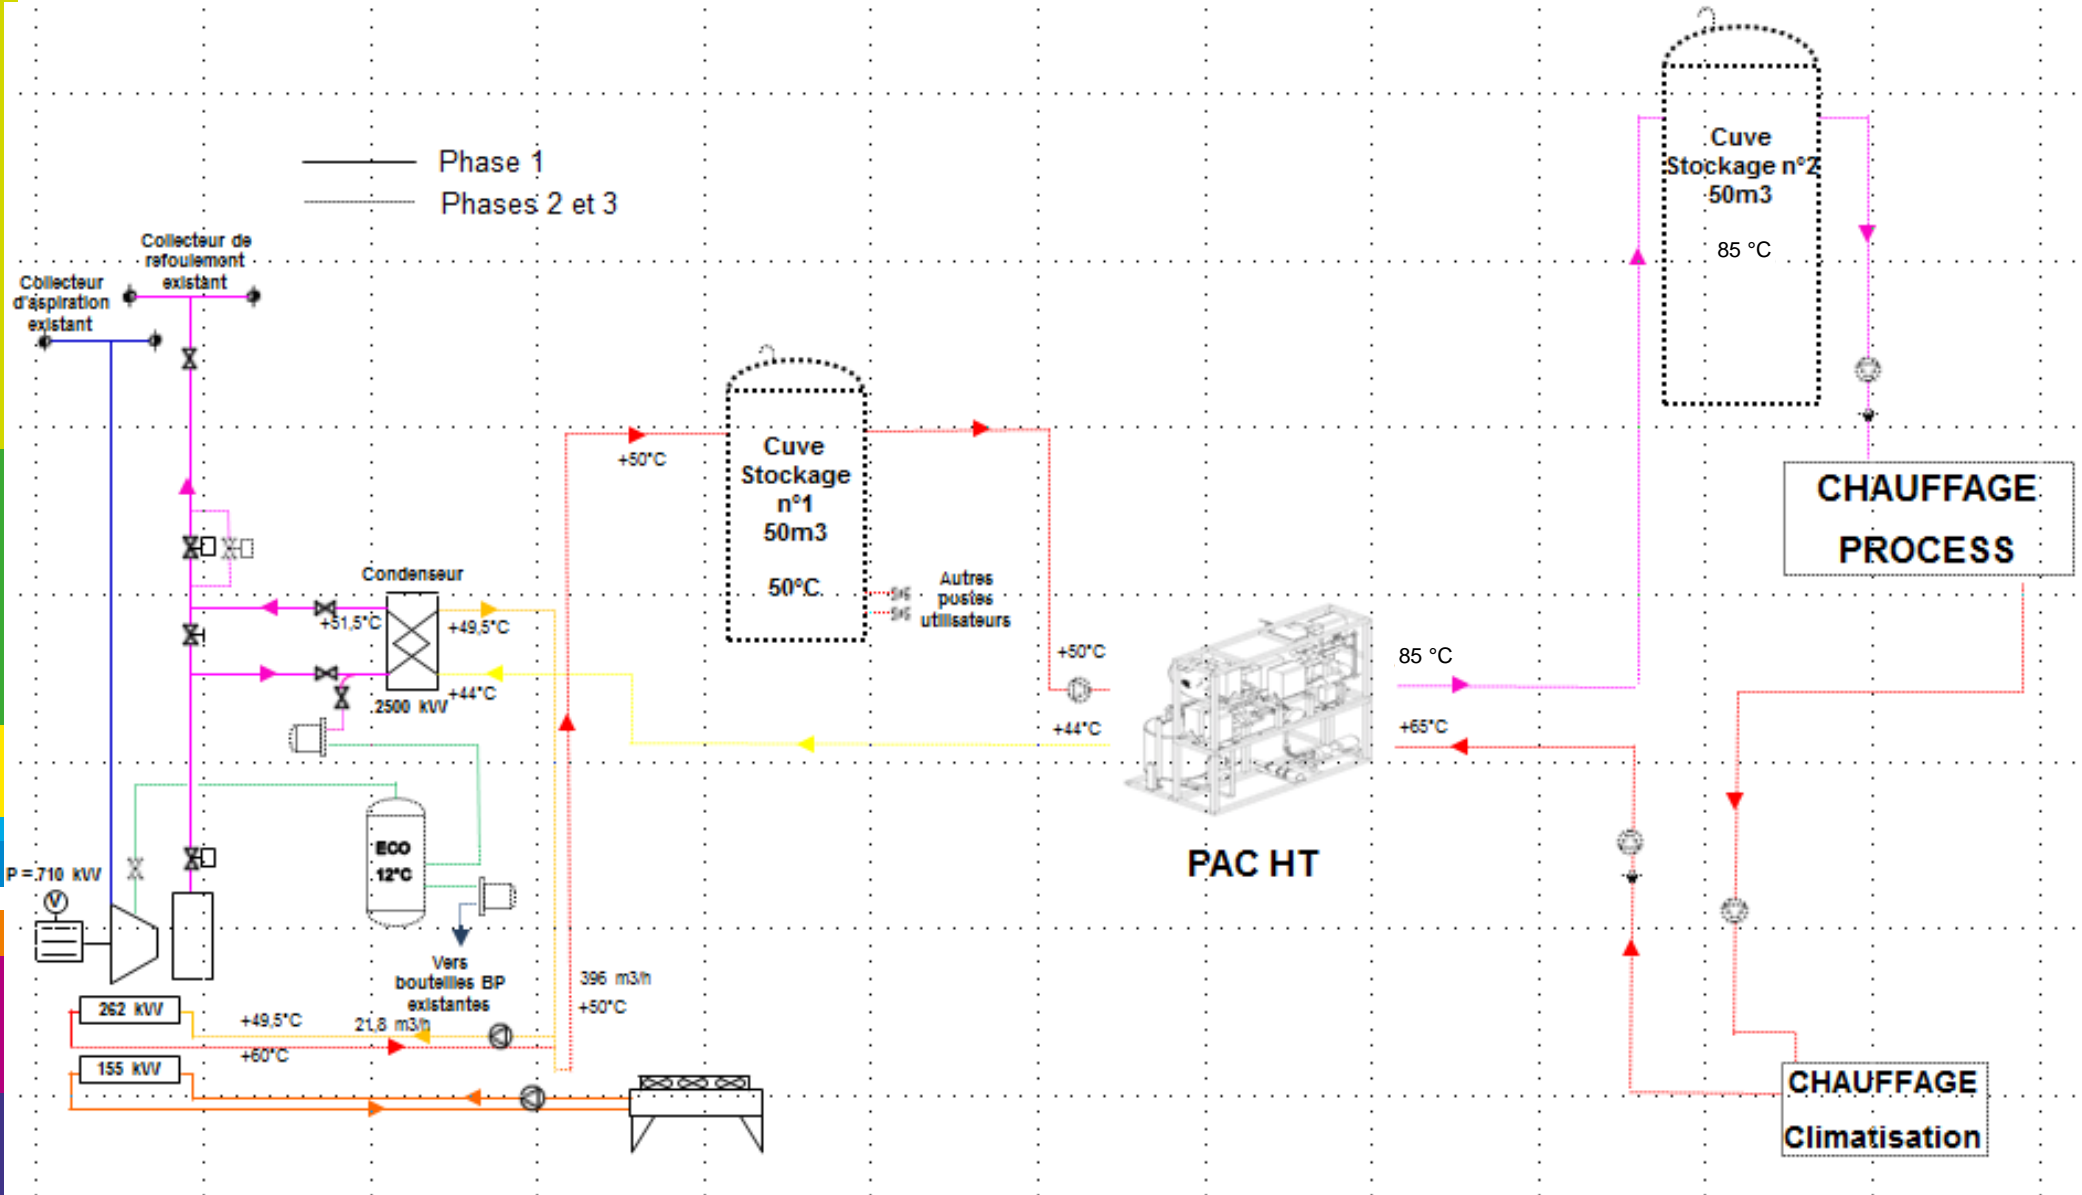 Phase 1
Phases 2 et 3
Collecteur de
refoulement
existant
Collecteur
d'aspiration
existant
Cuve
Stockage n°2
50m3
85 °C
Cuve
Stockage
n°1
50m3
50°C
+50°C
Autres
postes
utilisateurs
CHAUFFAGE
PROCESS
Condenseur
+51,5°C
+49,5°C
+44°C
2500 kW
+50°C
+44°C
85 °C
+65°C
PAC HT
ECO
12°C
P = 710 kW
V
Vers
bouteilles BP
existantes
396 m3/h
+50°C
262 kW
+49,5°C
21,8 m3/h
+60°C
155 kW
CHAUFFAGE
Climatisation